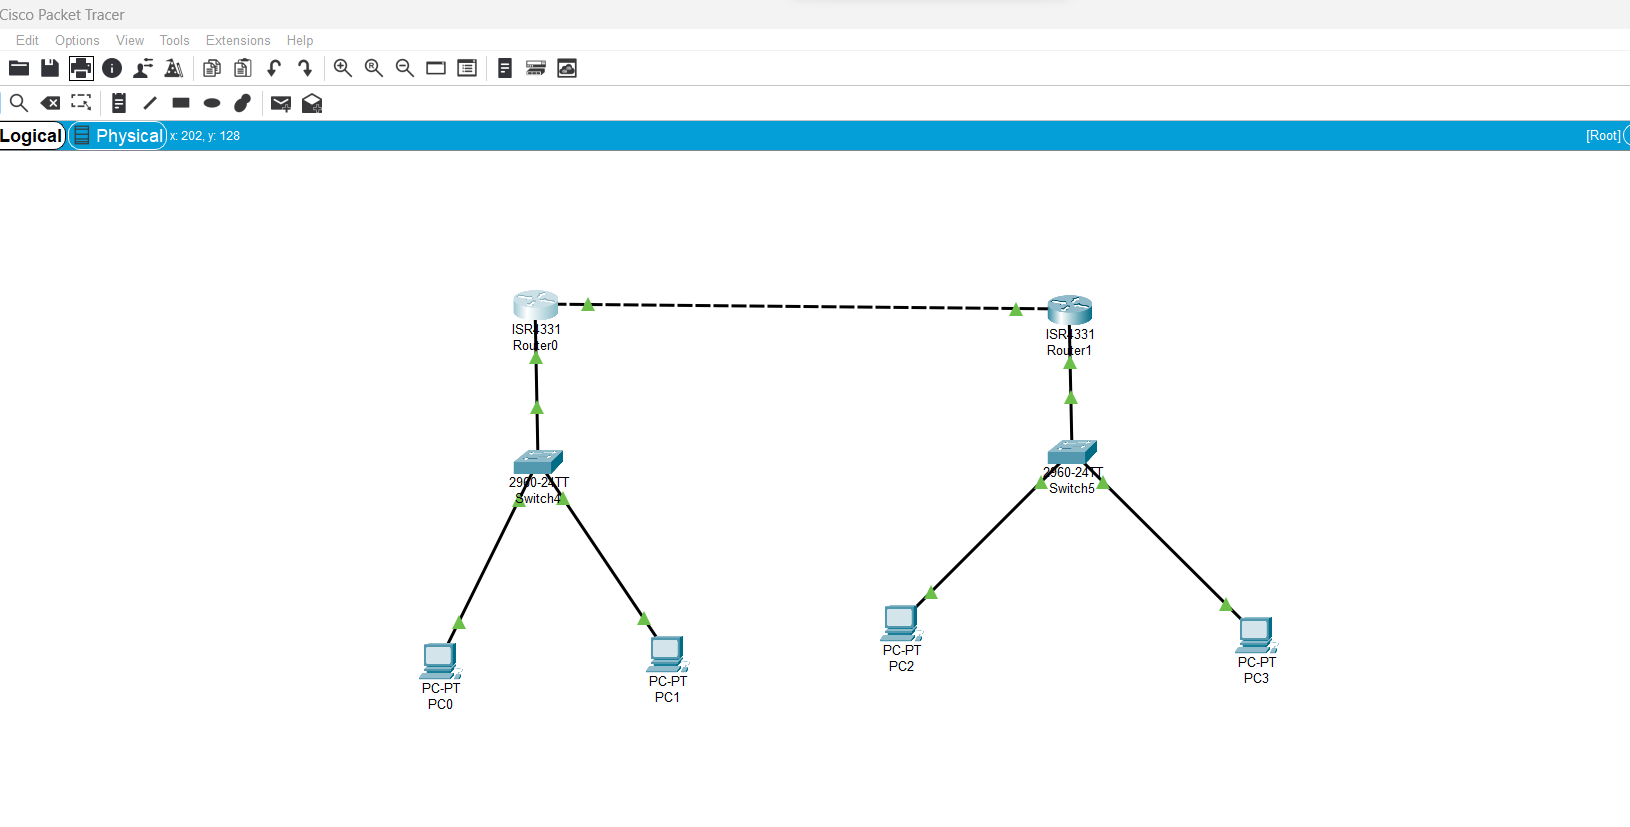 Cisco Packet Tracer
Edit Options View Tools Extensions Help
Logical Physical x: 202, y: 128 [Root]
ISR4331
Router0
ISR4331
Router1
2960-24TT
Switch4
2960-24TT
Switch5
PC-PT
PC0
PC-PT
PC1
PC-PT
PC2
PC-PT
PC3